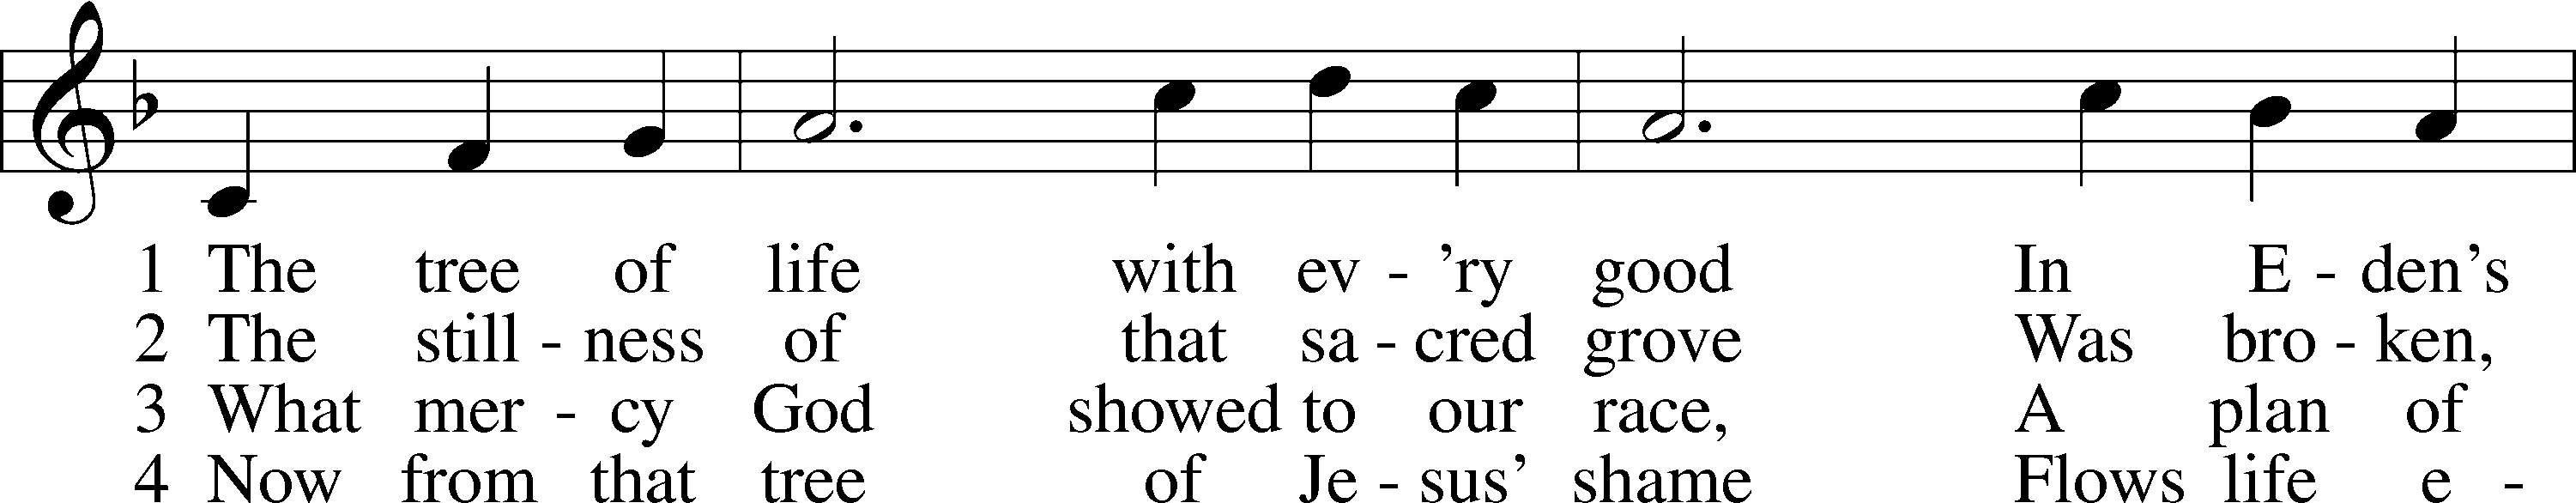 1 The tree of life with ev - 'ry good In E - den's
2 The still - ness of that sa - cred grove Was bro - ken,
3 What mer - cy God showed to our race, A plan of
4 Now from that tree of Je - sus' shame Flows life e -